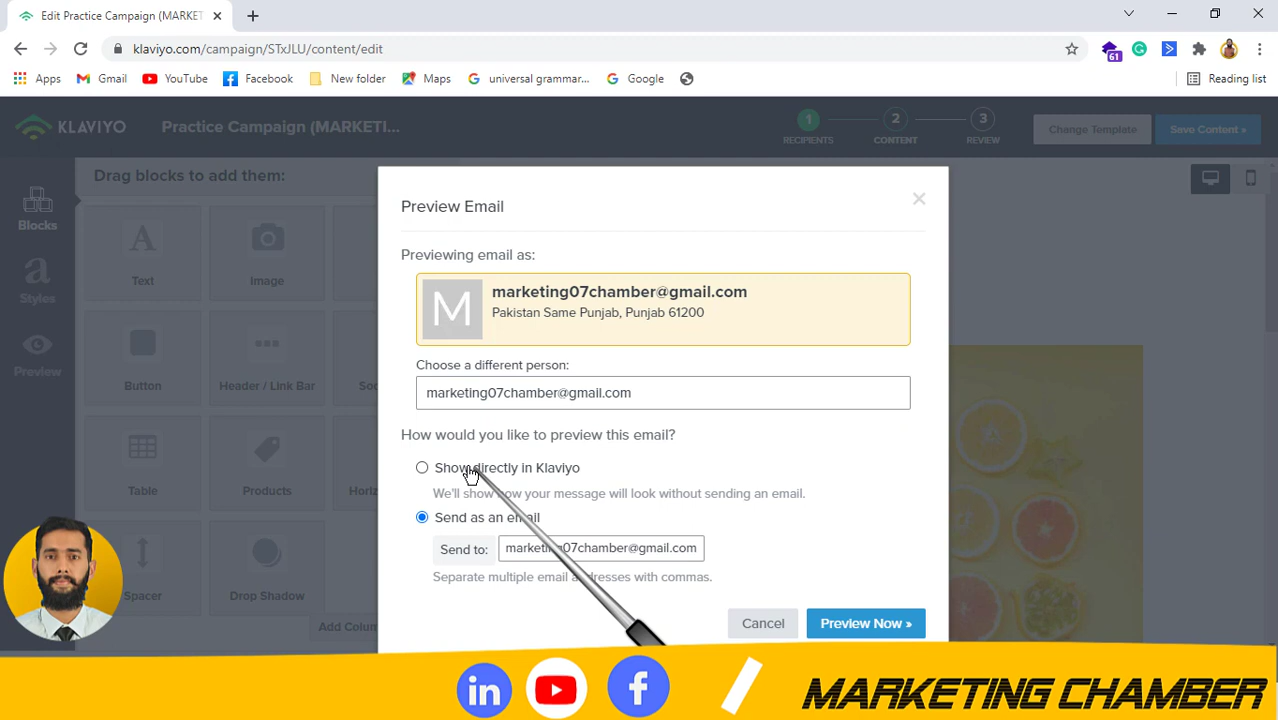 Edit Practice Campaign (MARKET
klaviyo.com/campaign/STxJLU/content/edit
61
Apps Gmail YouTube Facebook New folder Maps universal grammar... Google Reading list
KLAVIYO Practice Campaign (MARKETI... 1 2 3 Change Template Save Content »
RECIPIENTS CONTENT REVIEW
Drag blocks to add them:
Blocks
Styles
Preview
Text Image
Button Header / Link Bar
Table Products
Spacer Drop Shadow
Preview Email
Previewing email as:
M marketing07chamber@gmail.com
Pakistan Same Punjab, Punjab 61200
Choose a different person:
marketing07chamber@gmail.com
How would you like to preview this email?
Show directly in Klaviyo
We'll show how your message will look without sending an email.
Send as an email
Send to: marketing07chamber@gmail.com
Separate multiple email addresses with commas.
Cancel Preview Now »
in f MARKETING CHAMBER